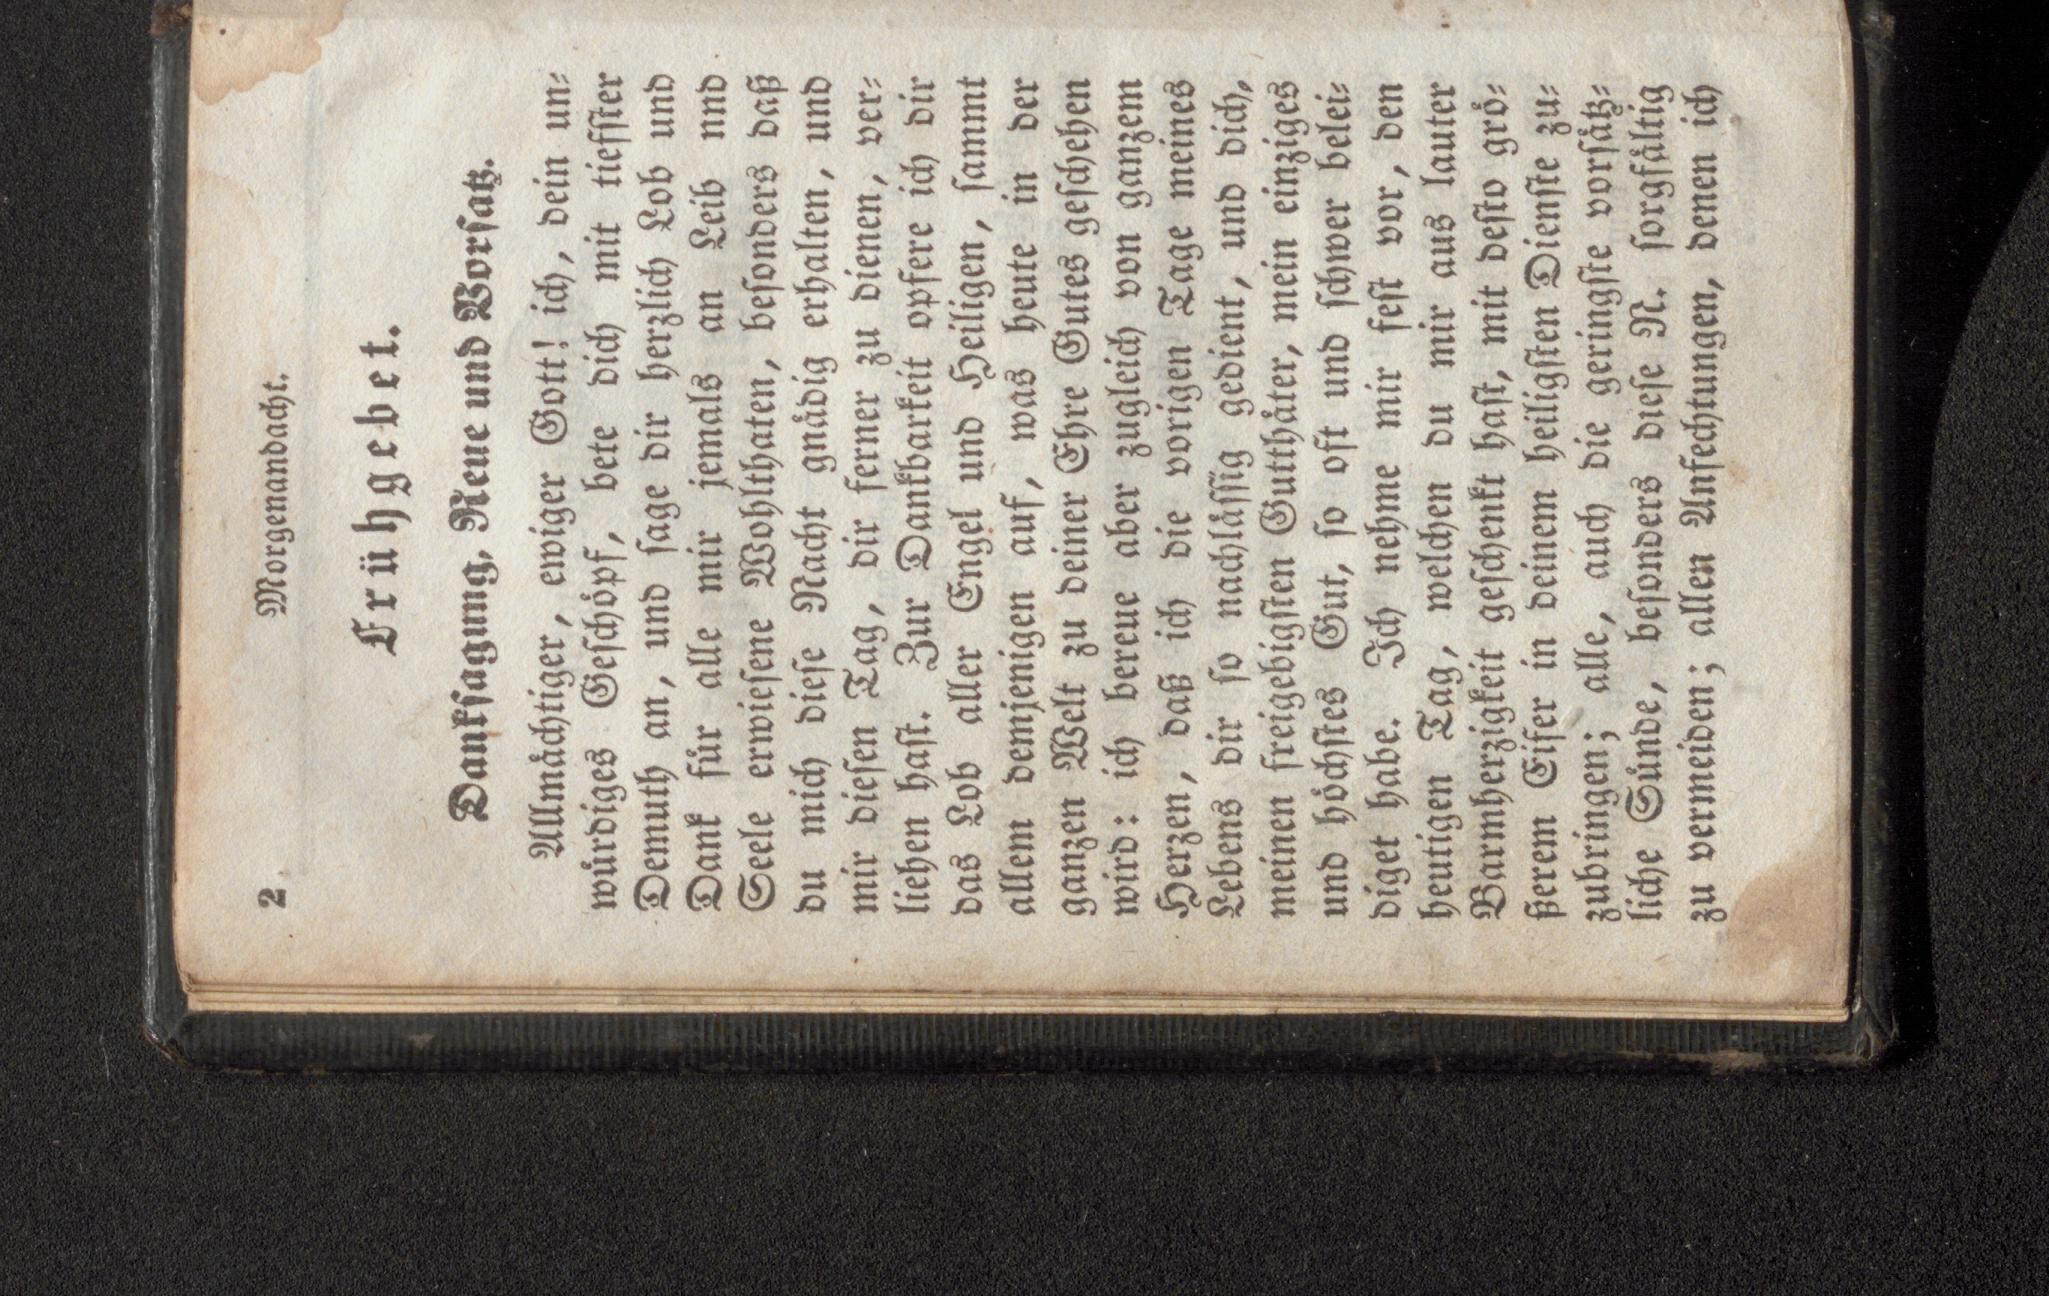 2
Morgenandacht.
Frühgebet.
Dankſagung, Reue und Vorſatz.
Allmächtiger, ewiger Gott! ich, dein un⸗
würdiges Geſchöpf, bete dich mit tiefſter
Demuth an, und ſage dir herzlich Lob und
Dank für alle mir jemals an Leib nnd
Seele erwieſene Wohlthaten, beſonders daß
du mich dieſe Nacht gnädig erhalten, und
mir dieſen Tag, dir ferner zu dienen, ver⸗
liehen haſt. Zur Dankbarkeit opfere ich dir
das Lob aller Engel und Heiligen, ſammt
allem demjenigen auf, was heute in der
ganzen Welt zu deiner Ehre Gutes geſchehen
wird: ich bereue aber zugleich von ganzem
Herzen, daß ich die vorigen Tage meines
Lebens dir ſo nachläſſig gedient, und dich,
meinen freigebigſten Gutthäter, mein einziges
und höchſtes Gut, ſo oft und ſchwer belei⸗
diget habe. Ich nehme mir feſt vor, den
heutigen Tag, welchen du mir aus lauter
Barmherzigkeit geſchenkt haſt, mit deſto grö⸗
ßerem Eifer in deinem heiligſten Dienſte zu⸗
zubringen; alle, auch die geringſte vorſätz⸗
liche Sünde, beſonders dieſe N. ſorgfältig
zu vermeiden; allen Anfechtungen, denen ich